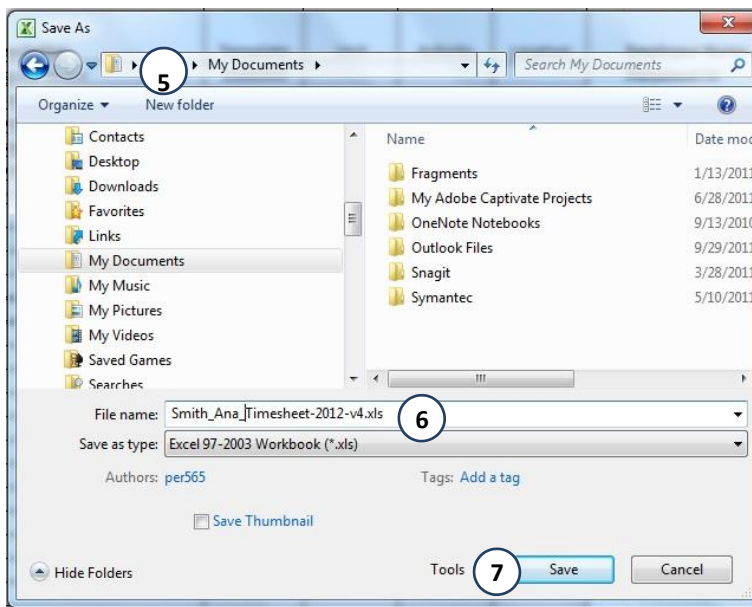 Save As
5
My Documents
Search My Documents
Organize
New folder
Contacts
Desktop
Downloads
Favorites
Links
My Documents
My Music
My Pictures
My Videos
Saved Games
Searches
Name
Date mod
Fragments
1/13/2011
My Adobe Captivate Projects
6/28/2011
OneNote Notebooks
9/13/2010
Outlook Files
9/29/2011
Snagit
3/28/2011
Symantec
5/10/2011
File name: Smith_Ana_Timesheet-2012-v4.xls
6
Save as type: Excel 97-2003 Workbook (*.xls)
Authors: per565
Tags: Add a tag
Save Thumbnail
Hide Folders
Tools
7
Save
Cancel